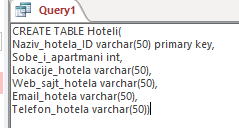 Query1
CREATE TABLE Hoteli(
Naziv_hotela_ID varchar(50) primary key,
Sobe_i_apartmani int,
Lokacije_hotela varchar(50),
Web_sajt_hotela varchar(50),
Email_hotela varchar(50),
Telefon_hotela varchar(50))